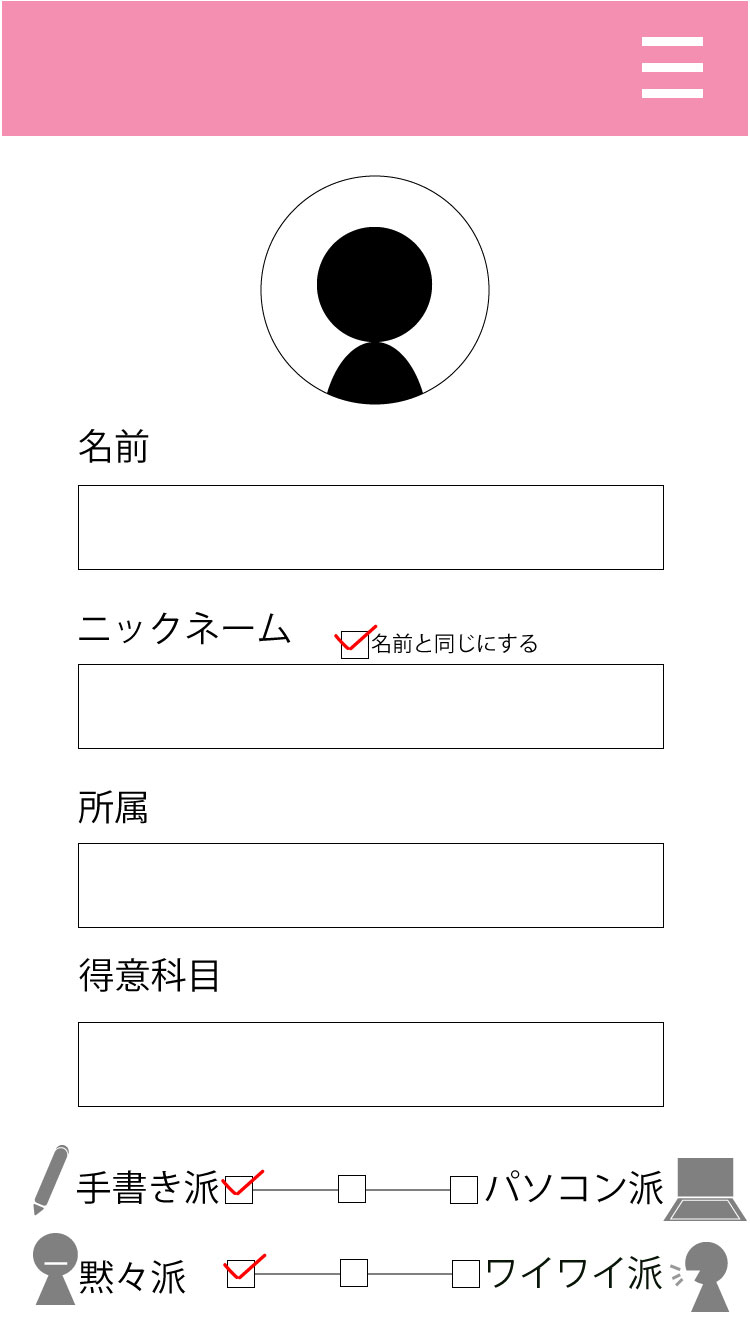 名前
ニックネーム 名前と同じにする
所属
得意科目
手書き派 パソコン派
黙々派 ワイワイ派